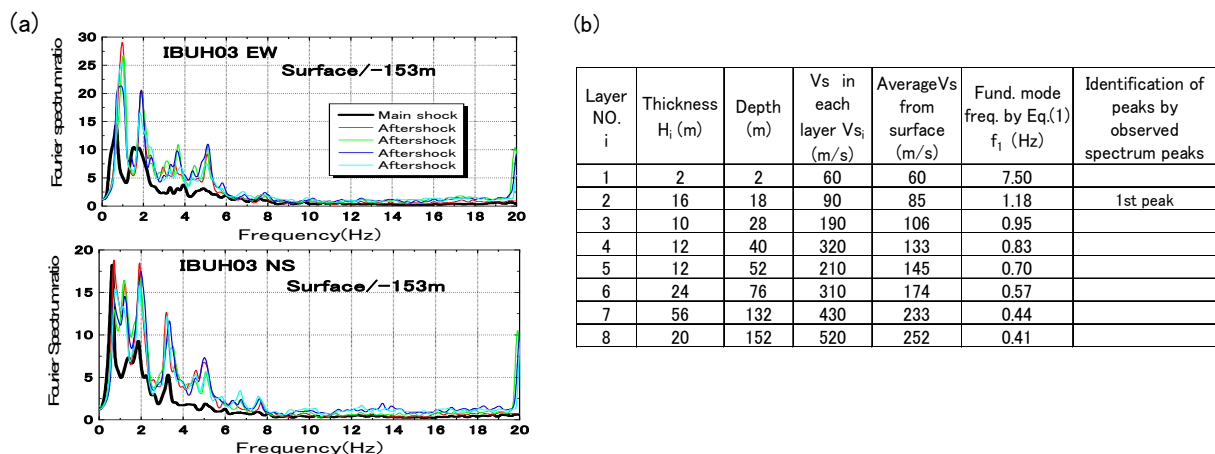 (a)
IBUH03 EW
Surface/-153m
Fourier spectrumratio
30
25
20
15
10
5
0
Main shock
Aftershock
Aftershock
Aftershock
Aftershock
0 2 4 6 8 10 12 14 16 18 20
Frequency(Hz)
IBUH03 NS
Surface/-153m
Fourier Spectrumratio
20
15
10
5
0
0 2 4 6 8 10 12 14 16 18 20
Frequency(Hz)
(b)
Layer NO. i Thickness Hi (m) Depth (m) Vs in each layer Vsi (m/s) AverageVs from surface (m/s) Fund. mode freq. by Eq.(1) f1 (Hz) Identification of peaks by observed spectrum peaks
1 2 2 60 60 7.50
2 16 18 90 85 1.18 1st peak
3 10 28 190 106 0.95
4 12 40 320 133 0.83
5 12 52 210 145 0.70
6 24 76 310 174 0.57
7 56 132 430 233 0.44
8 20 152 520 252 0.41